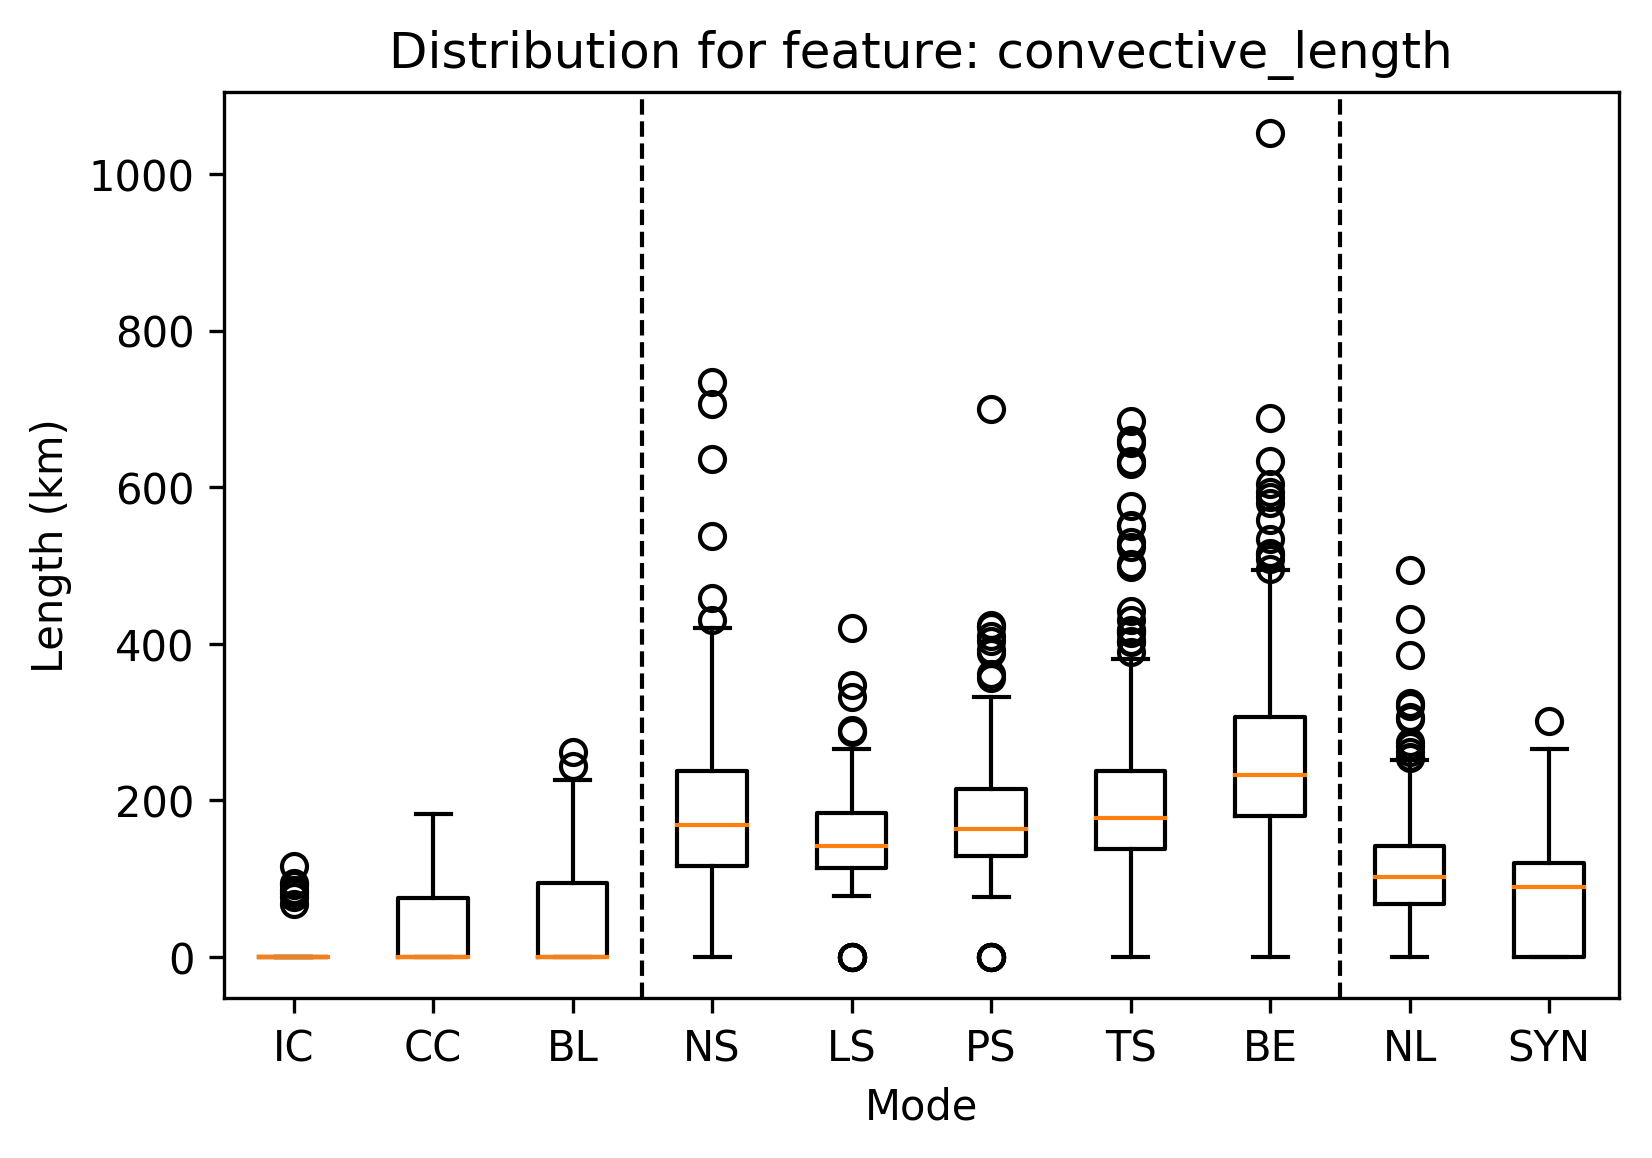 Distribution for feature: convective_length
Length (km)
1000
800
600
400
200
0
IC CC BL NS LS PS TS BE NL SYN
Mode